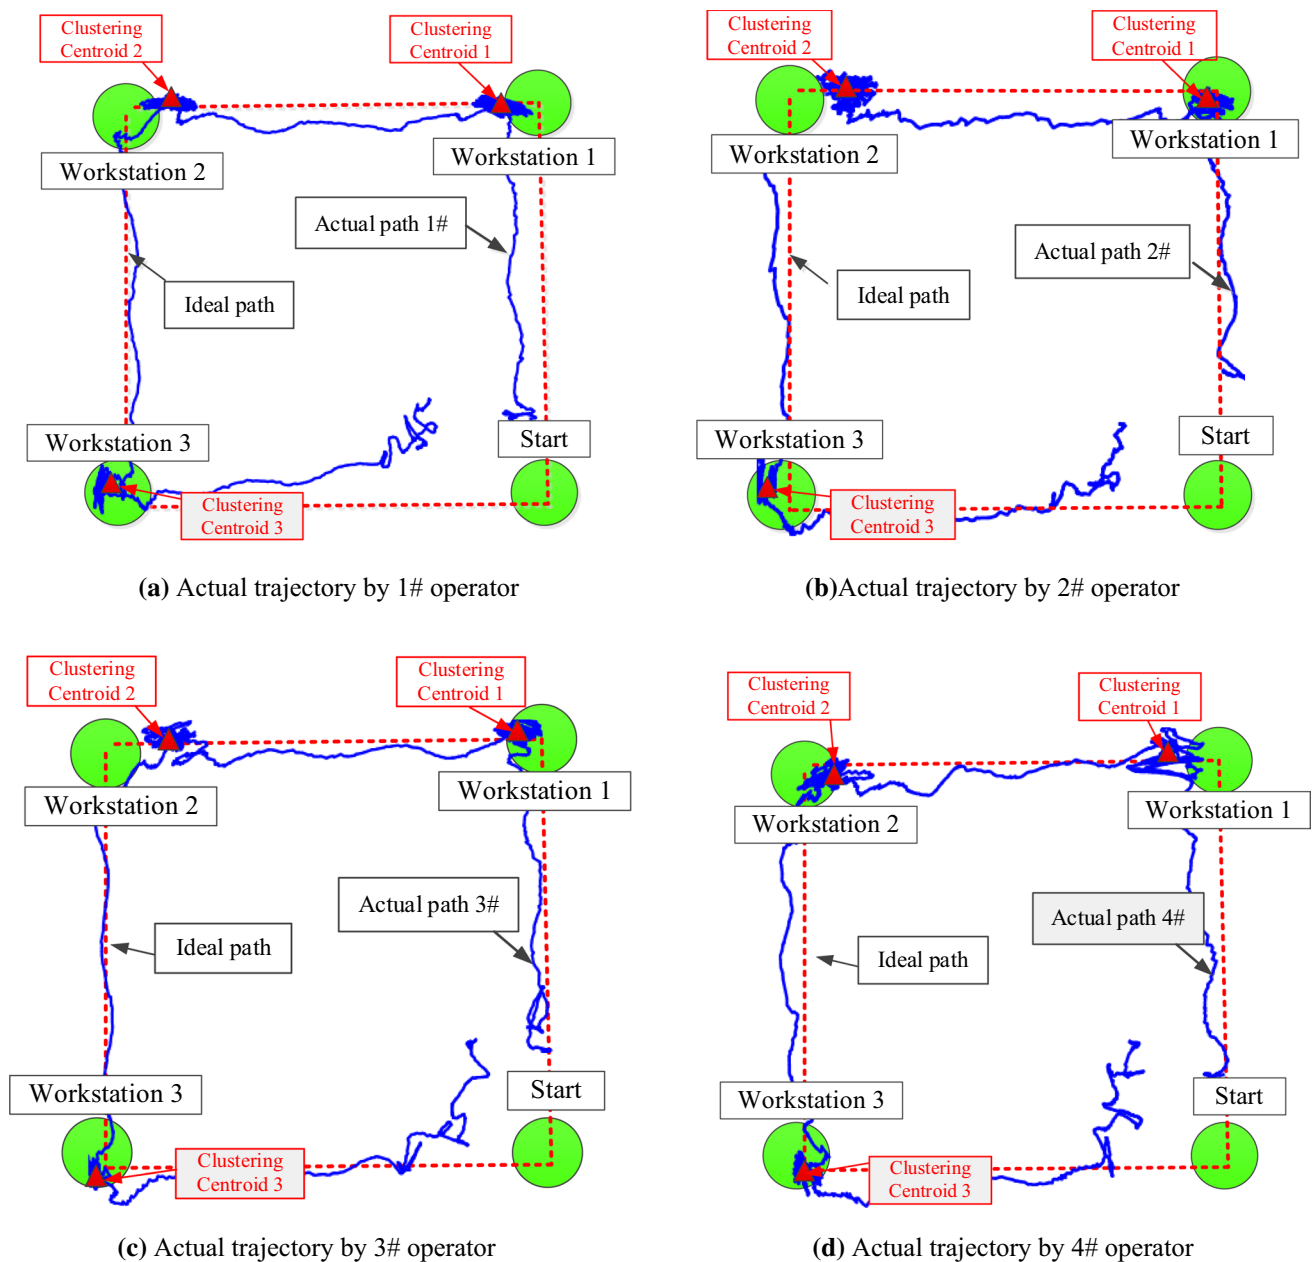 Clustering
Centroid 2
Clustering
Centroid 1
Workstation 2
Workstation 1
Actual path 1#
Ideal path
Workstation 3
Start
Clustering
Centroid 3
(a) Actual trajectory by 1# operator
Clustering
Centroid 2
Clustering
Centroid 1
Workstation 2
Workstation 1
Actual path 2#
Ideal path
Workstation 3
Start
Clustering
Centroid 3
(b)Actual trajectory by 2# operator
Clustering
Centroid 2
Clustering
Centroid 1
Workstation 2
Workstation 1
Actual path 3#
Ideal path
Workstation 3
Start
Clustering
Centroid 3
(c) Actual trajectory by 3# operator
Clustering
Centroid 2
Clustering
Centroid 1
Workstation 2
Workstation 1
Actual path 4#
Ideal path
Workstation 3
Start
Clustering
Centroid 3
(d) Actual trajectory by 4# operator